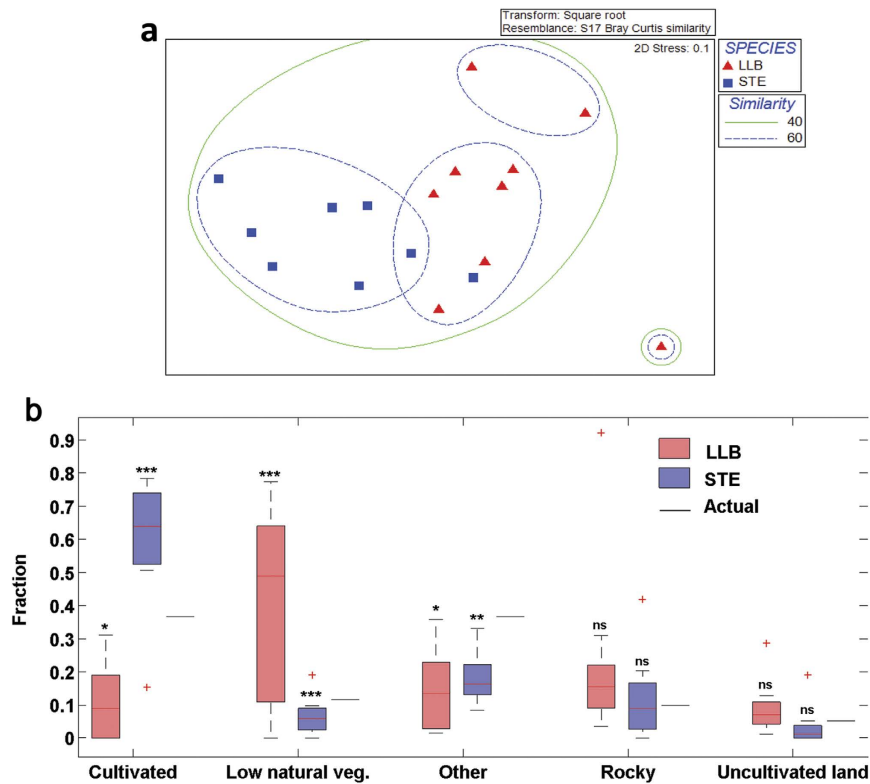 a
Transform: Square root
Resemblance: S17 Bray Curtis similarity
2D Stress: 0.1
SPECIES
LLB
STE
Similarity
40
60
b
0.9
0.8
0.7
0.6
0.5
0.4
0.3
0.2
0.1
0
Fraction
LLB
STE
Actual
*
***
***
***
*
**
ns
ns
ns
ns
Cultivated Low natural veg. Other Rocky Uncultivated land